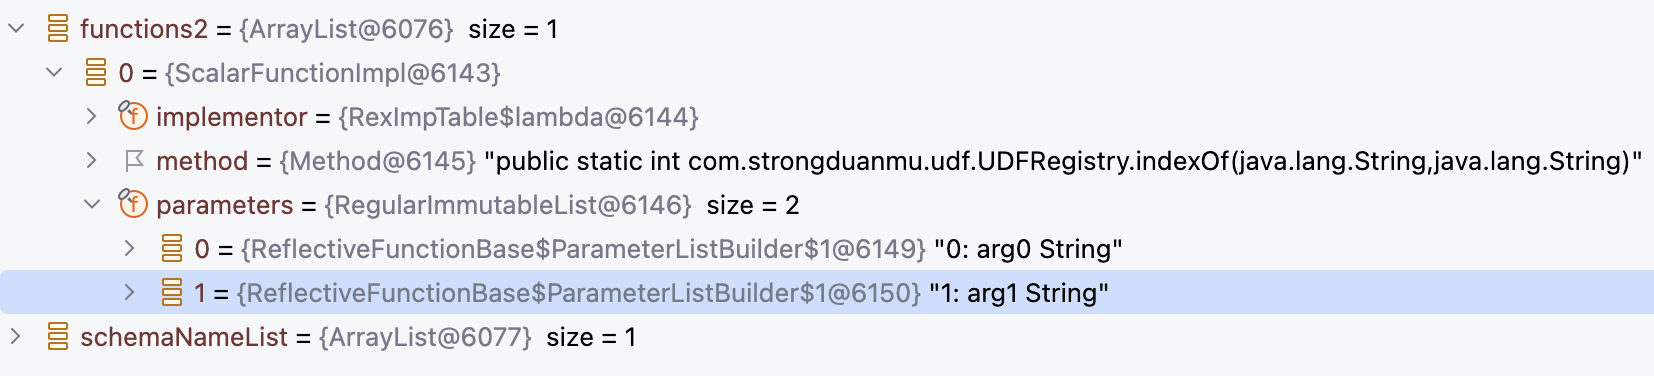 functions2 = {ArrayList@6076} size = 1
0 = {ScalarFunctionImpl@6143}
implementor = {RexImpTable$lambda@6144}
method = {Method@6145} "public static int com.strongduanmu.udf.UDFRegistry.indexOf(java.lang.String,java.lang.String)"
parameters = {RegularImmutableList@6146} size = 2
0 = {ReflectiveFunctionBase$ParameterListBuilder$1@6149} "0: arg0 String"
1 = {ReflectiveFunctionBase$ParameterListBuilder$1@6150} "1: arg1 String"
schemaNameList = {ArrayList@6077} size = 1